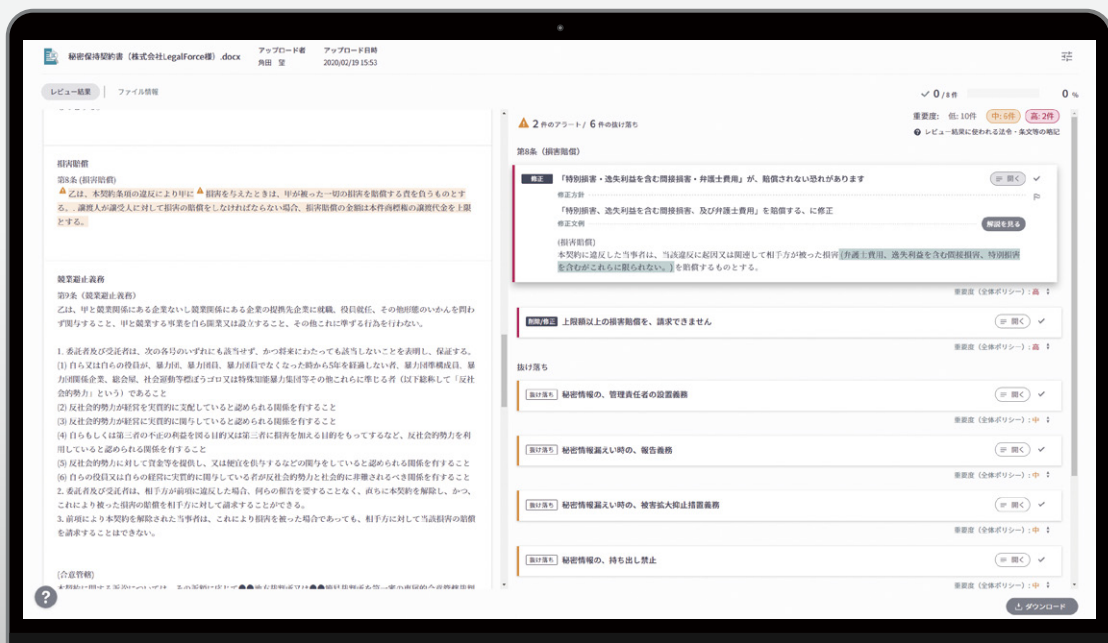 秘密保持契約書（株式会社LegalForce様）.docx
アップロード者
角田 望
アップロード日時
2020/02/19 15:53
レビュー結果
ファイル情報
✓ 0 / 8 件
0 %
損害賠償
第8条 (損害賠償)
乙は、本契約条項の違反により甲に 損害を与えたときは、甲が被った一切の損害を賠償する責を負うものとす
る。. 譲渡人が譲受人に対して損害の賠償をしなければならない場合、損害賠償の金額は本件商標権の譲渡代金を上限
とする。
競業避止義務
第9条（競業避止義務）
乙は、甲と競業関係にある企業ないし競業関係にある企業の提携先企業に就職、役員就任、その他形態のいかんを問わ
ず関与すること、甲と競業する事業を自ら開業又は設立すること、その他これに準ずる行為を行わない。
1. 委託者及び受託者は、次の各号のいずれにも該当せず、かつ将来にわたっても該当しないことを表明し、保証する。
(1) 自ら又は自らの役員が、暴力団、暴力団員、暴力団員でなくなった時から5年を経過しない者、暴力団準構成員、暴
力団関係企業、総会屋、社会運動等標ぼうゴロ又は特殊知能暴力集団等その他これらに準じる者（以下総称して「反社
会的勢力」という）であること
(2) 反社会的勢力が経営を実質的に支配していると認められる関係を有すること
(3) 反社会的勢力が経営に実質的に関与していると認められる関係を有すること
(4) 自らもしくは第三者の不正の利益を図る目的又は第三者に損害を加える目的をもってするなど、反社会的勢力を利
用していると認められる関係を有すること
(5) 反社会的勢力に対して資金等を提供し、又は便宜を供与するなどの関与をしていると認められる関係を有すること
(6) 自らの役員又は自らの経営に実質的に関与している者が反社会的勢力と社会的に非難されるべき関係を有すること
2. 委託者及び受託者は、相手方が前項に違反した場合、何らの催告を要することなく、直ちに本契約を解除し、かつ、
これにより被った損害の賠償を相手方に対して請求することができる。
3. 前項により本契約を解除された当事者は、これにより損害を被った場合であっても、相手方に対して当該損害の賠償
を請求することはできない。
(合意管轄)
2 件のアラート / 6 件の抜け落ち
重要度: 低: 10件 中: 6件 高: 2件
レビュー結果に使われる法令・条文等の略記
第8条（損害賠償）
修正 「特別損害・逸失利益を含む間接損害・弁護士費用」が、賠償されない恐れがあります
開く
修正方針
「特別損害、逸失利益を含む間接損害、及び弁護士費用」を賠償する、に修正
修正文例
解説を見る
(損害賠償)
本契約に違反した当事者は、当該違反に起因又は関連して相手方が被った損害(弁護士費用、逸失利益を含む間接損害、特別損害
を含むがこれらに限られない。)を賠償するものとする。
重要度（全体ポリシー）: 高
削除/修正 上限額以上の損害賠償を、請求できません
開く
重要度（全体ポリシー）: 高
抜け落ち
抜け落ち 秘密情報の、管理責任者の設置義務
開く
重要度（全体ポリシー）: 中
抜け落ち 秘密情報漏えい時の、報告義務
開く
重要度（全体ポリシー）: 中
抜け落ち 秘密情報漏えい時の、被害拡大抑止措置義務
開く
重要度（全体ポリシー）: 中
抜け落ち 秘密情報の、持ち出し禁止
開く
重要度（全体ポリシー）: 中
ダウンロード